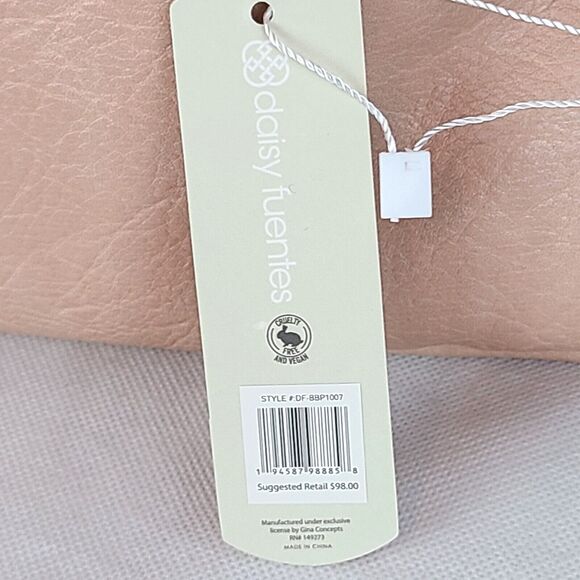 daisy fuentes
CRUELTY
FREE
AND VEGAN
STYLE #:DF-BBP1007
1 94587 98885 8
Suggested Retail $98.00
Manufactured under exclusive
license by Gina Concepts
RN# 149273
MADE IN CHINA